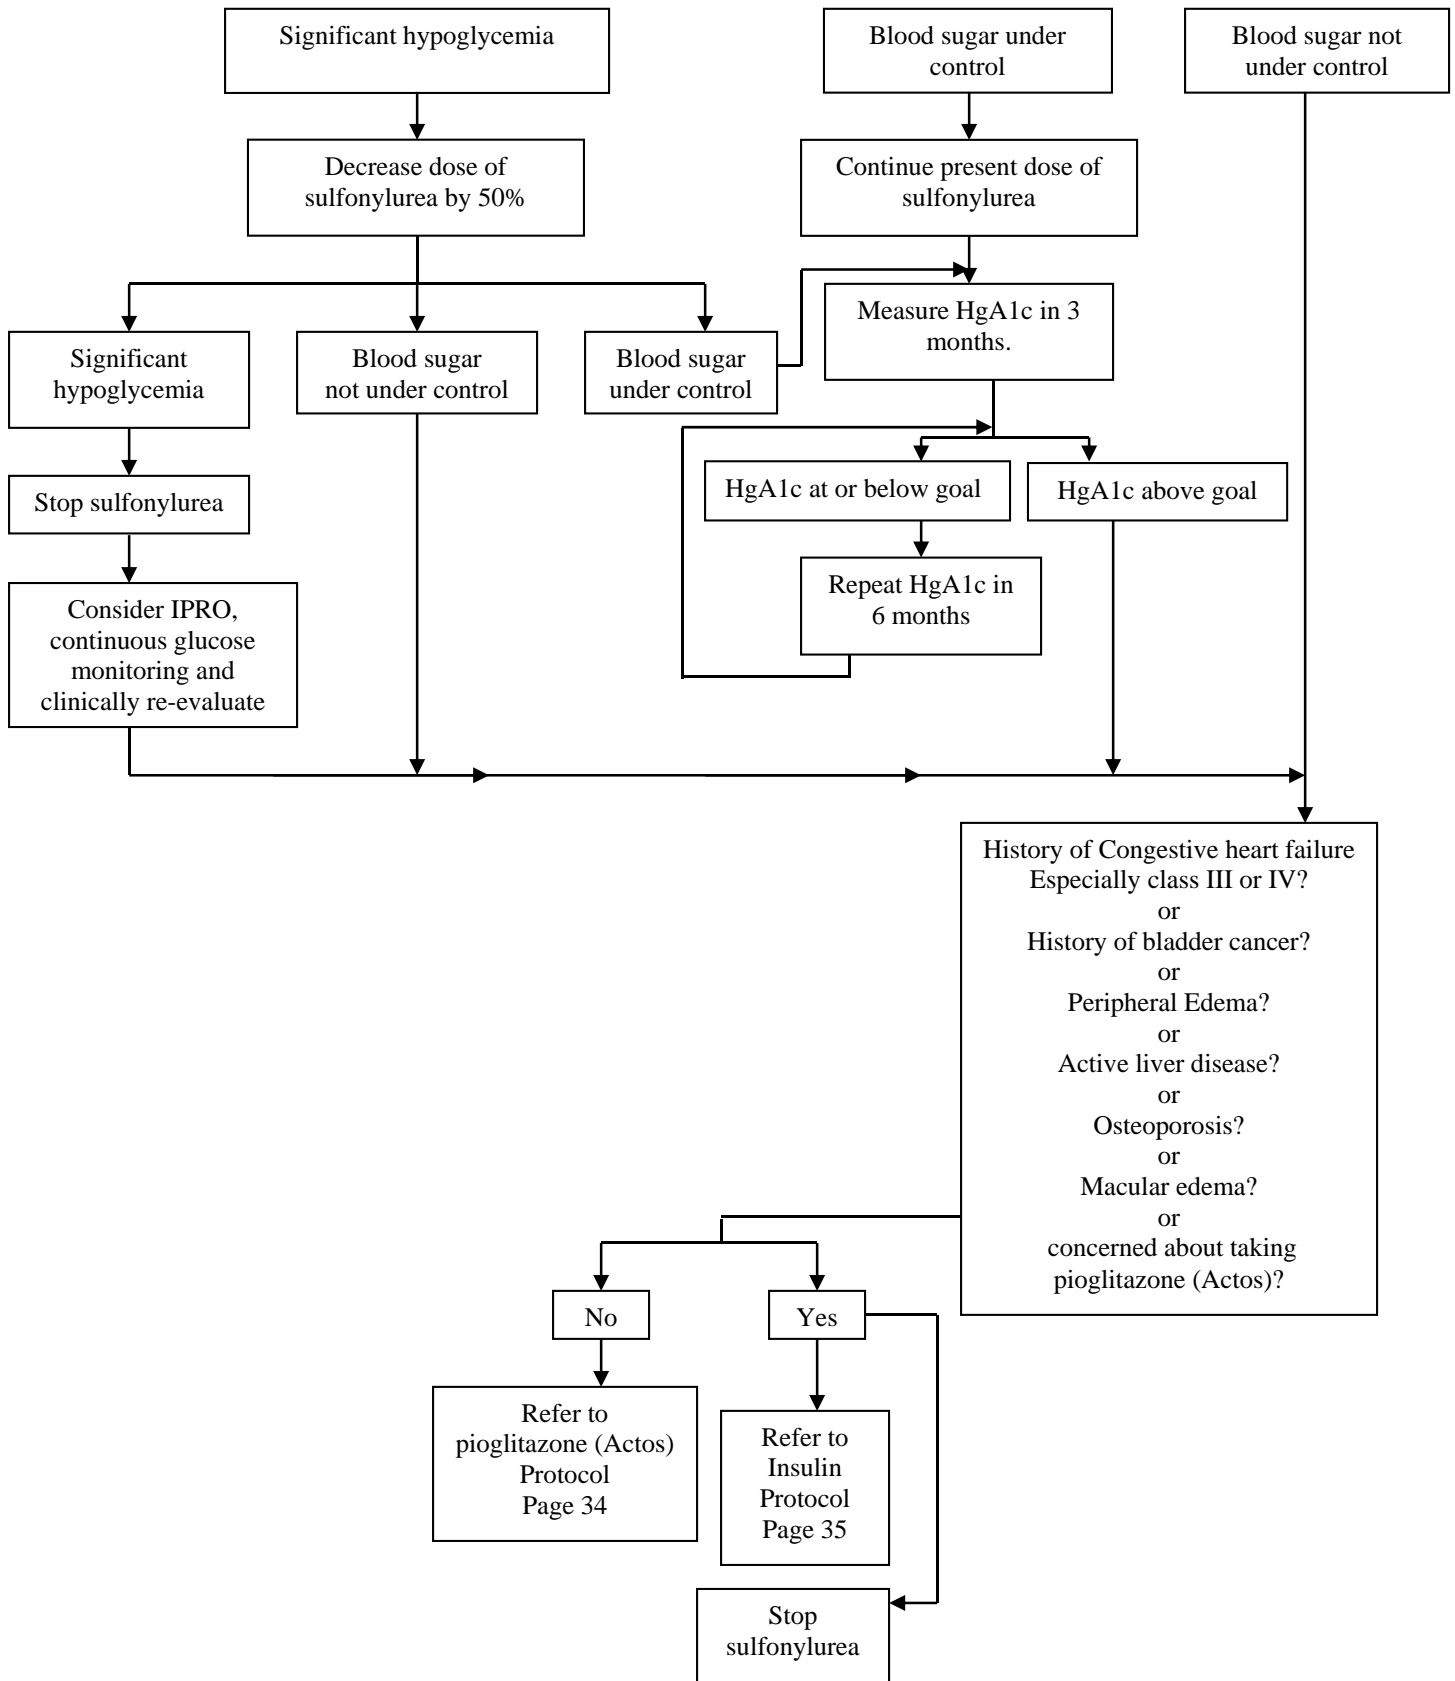 Significant hypoglycemia
Blood sugar under
control
Blood sugar not
under control
Decrease dose of
sulfonylurea by 50%
Continue present dose of
sulfonylurea
Measure HgA1c in 3
months.
Significant
hypoglycemia
Blood sugar
not under control
Blood sugar
under control
HgA1c at or below goal
HgA1c above goal
Stop sulfonylurea
Repeat HgA1c in
6 months
Consider IPRO,
continuous glucose
monitoring and
clinically re-evaluate
History of Congestive heart failure
Especially class III or IV?
or
History of bladder cancer?
or
Peripheral Edema?
or
Active liver disease?
or
Osteoporosis?
or
Macular edema?
or
concerned about taking
pioglitazone (Actos)?
No
Yes
Refer to
pioglitazone (Actos)
Protocol
Page 34
Refer to
Insulin
Protocol
Page 35
Stop
sulfonylurea